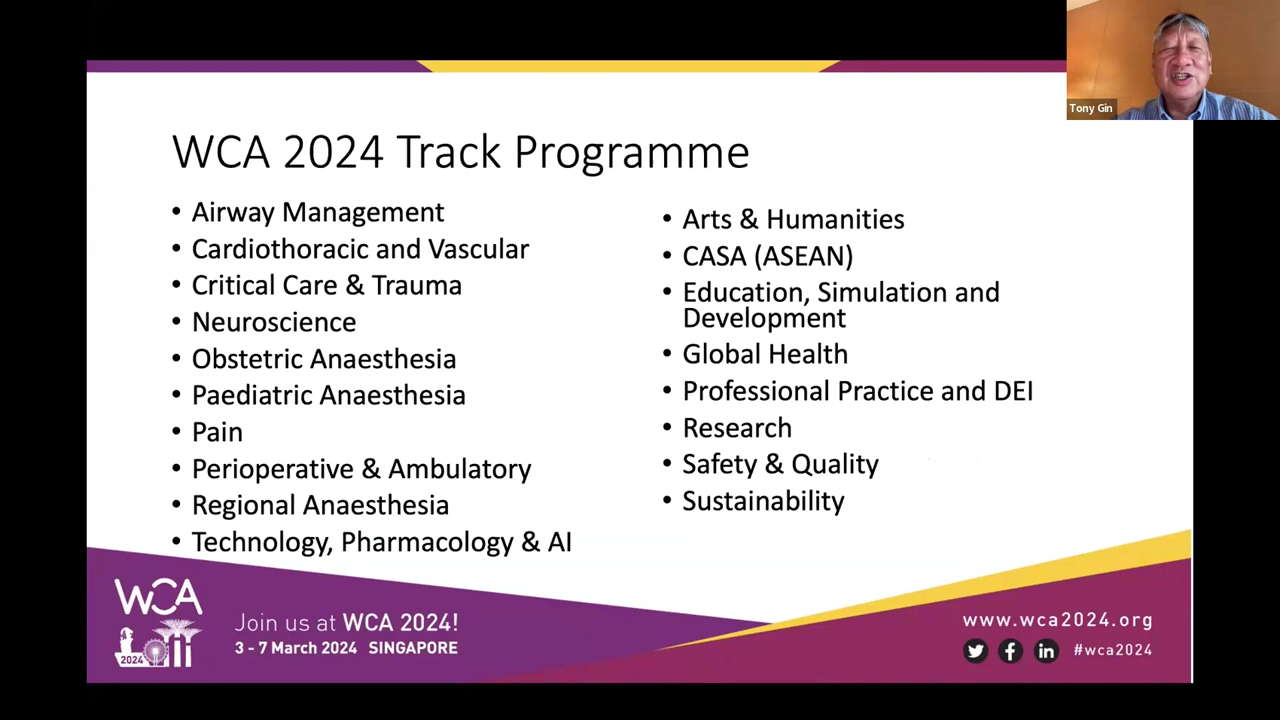 Tony Gin
WCA 2024 Track Programme
• Airway Management
• Cardiothoracic and Vascular
• Critical Care & Trauma
• Neuroscience
• Obstetric Anaesthesia
• Paediatric Anaesthesia
• Pain
• Perioperative & Ambulatory
• Regional Anaesthesia
• Technology, Pharmacology & AI
• Arts & Humanities
• CASA (ASEAN)
• Education, Simulation and
Development
• Global Health
• Professional Practice and DEI
• Research
• Safety & Quality
• Sustainability
WCA
2024
Join us at WCA 2024!
3 - 7 March 2024 SINGAPORE
www.wca2024.org
#wca2024